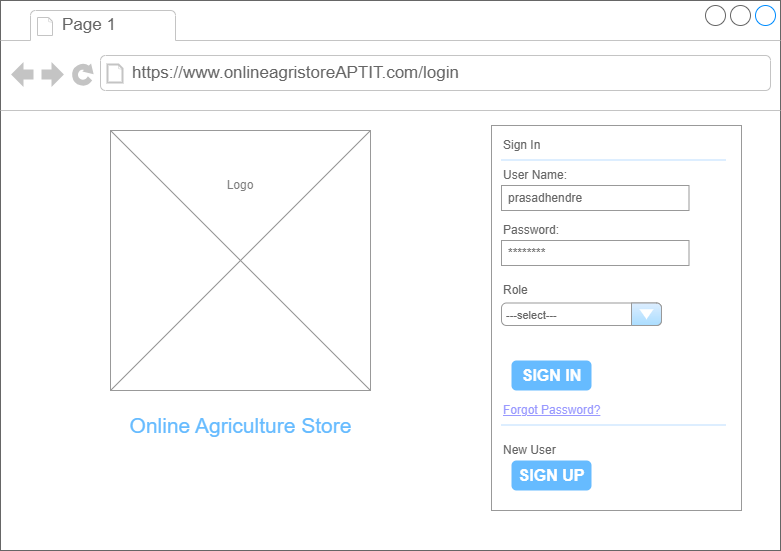 Page 1
https://www.onlineagristoreAPTIT.com/login
Logo
Online Agriculture Store
Sign In
User Name:
prasadhendre
Password:
********
Role
---select---
SIGN IN
Forgot Password?
New User
SIGN UP